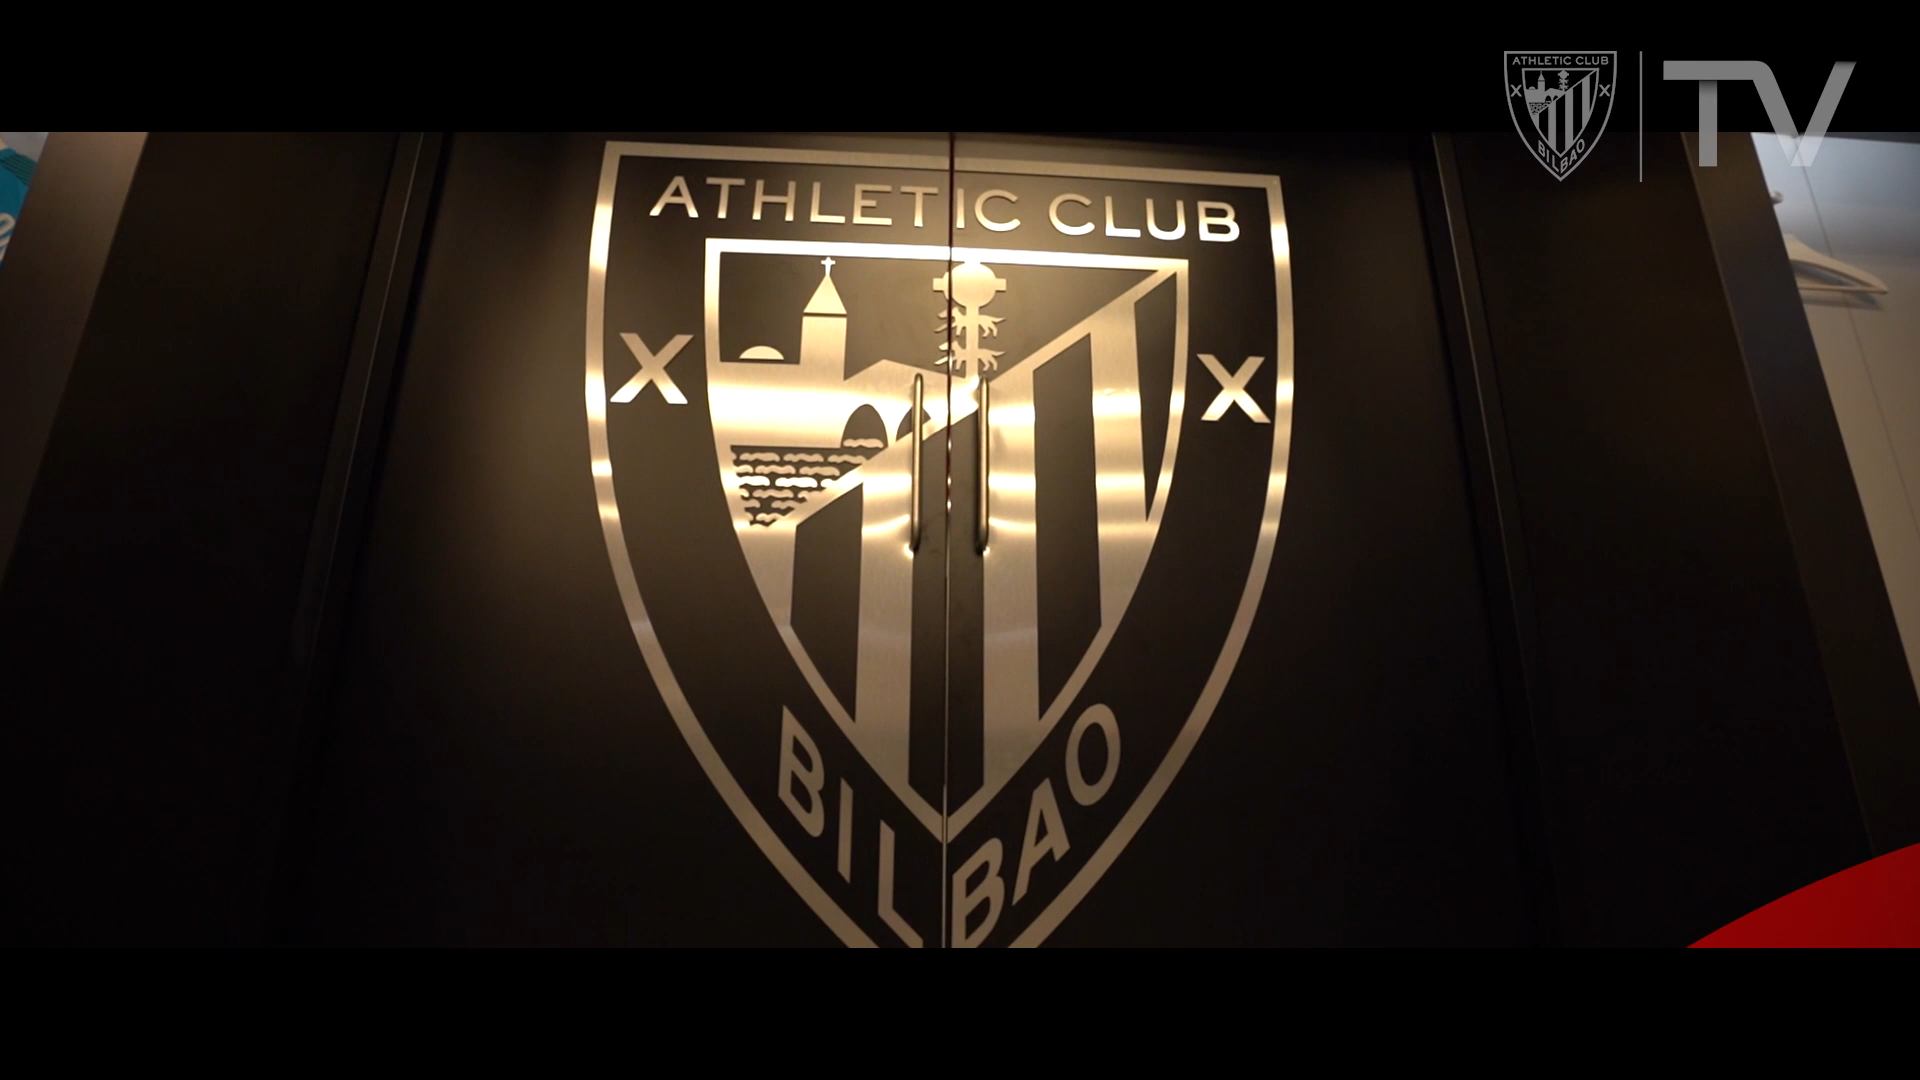 ATHLETIC CLUB
BILBAO
TV
ATHLETIC CLUB
X X
BILBAO